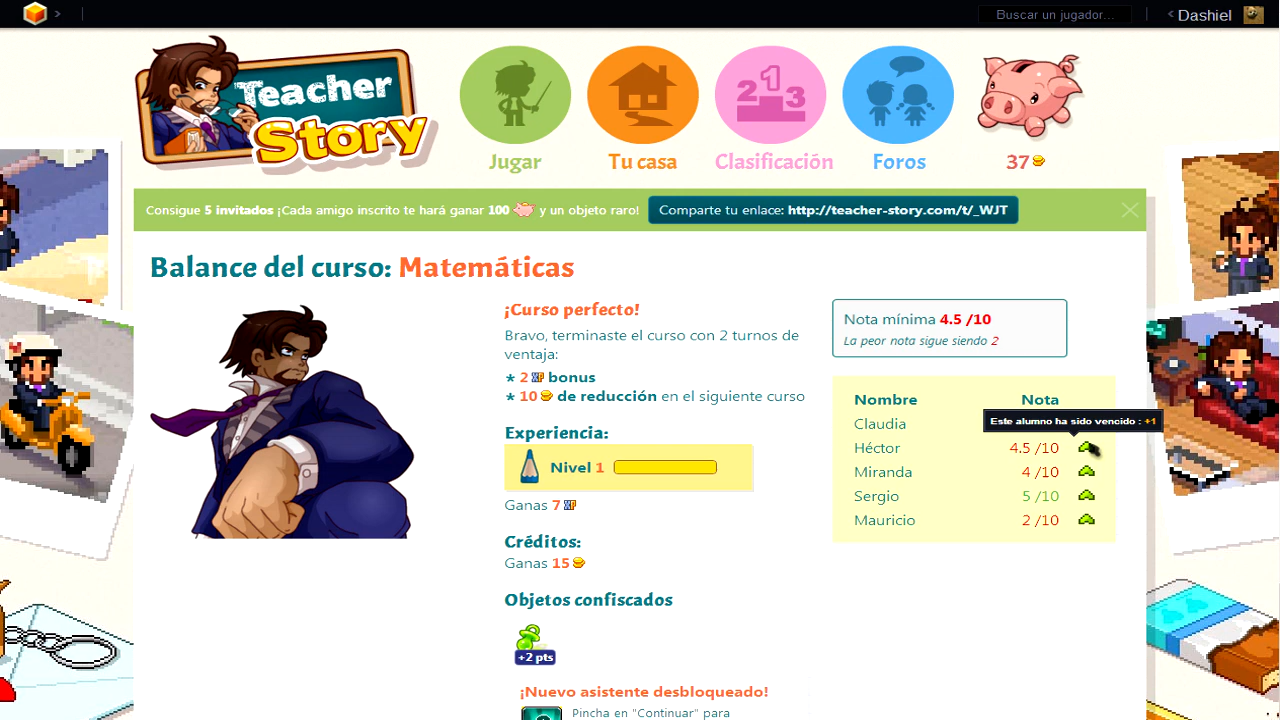 Buscar un jugador...
Dashiel
Teacher
Story
Jugar
Tu casa
Clasificación
Foros
37
Consigue 5 invitados ¡Cada amigo inscrito te hará ganar 100 y un objeto raro!
Comparte tu enlace: http://teacher-story.com/t/_WJT
Balance del curso: Matemáticas
¡Curso perfecto!
Bravo, terminaste el curso con 2 turnos de
ventaja:
★ 2 XP bonus
★ 10 de reducción en el siguiente curso
Experiencia:
Nivel 1
Ganas 7 XP
Créditos:
Ganas 15
Objetos confiscados
+2 pts
¡Nuevo asistente desbloqueado!
Pincha en "Continuar" para
Nota mínima 4.5 /10
La peor nota sigue siendo 2
Nombre Nota
Este alumno ha sido vencido : +1
Claudia
Héctor 4.5 /10
Miranda 4 /10
Sergio 5 /10
Mauricio 2 /10